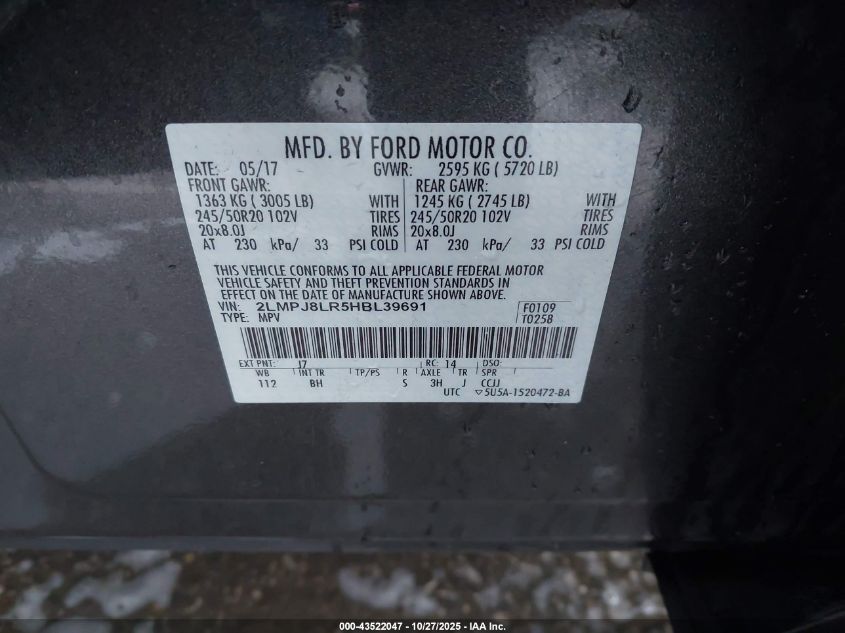 MFD. BY FORD MOTOR CO.
DATE: 05/17 GVWR: 2595 KG ( 5720 LB)
FRONT GAWR: REAR GAWR:
1363 KG ( 3005 LB) WITH 1245 KG ( 2745 LB) WITH
245/50R20 102V TIRES 245/50R20 102V TIRES
20x8.0J RIMS 20x8.0J RIMS
AT 230 kPa/ 33 PSI COLD AT 230 kPa/ 33 PSI COLD
THIS VEHICLE CONFORMS TO ALL APPLICABLE FEDERAL MOTOR
VEHICLE SAFETY AND THEFT PREVENTION STANDARDS IN
EFFECT ON THE DATE OF MANUFACTURE SHOWN ABOVE.
VIN: 2LMPJ8LR5HBL39691 F0109
TYPE: MPV T025B
EXT PNT: J7 RC: 14 DSO:
WB INT TR TP/PS R AXLE TR SPR
112 BH S 3H J CCJJ
UTC ▽5U5A-1520472-BA
000-43522047 - 10/27/2025 - IAA Inc.